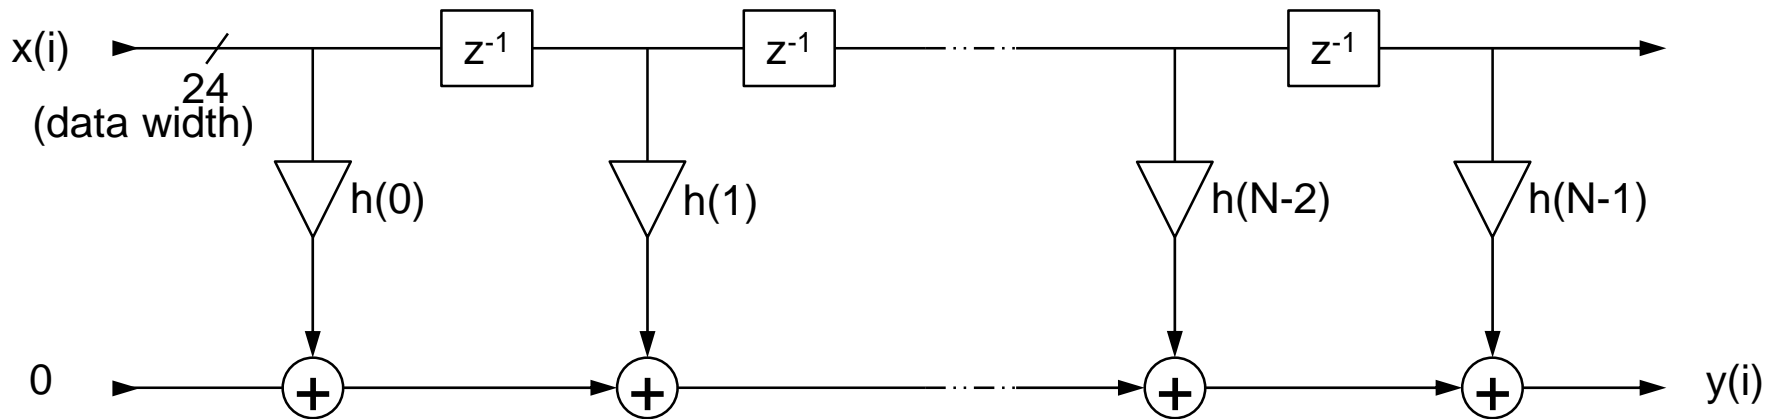 x(i)
z⁻¹
z⁻¹
z⁻¹
24
(data width)
h(0)
h(1)
h(N-2)
h(N-1)
0
+
+
+
+
y(i)